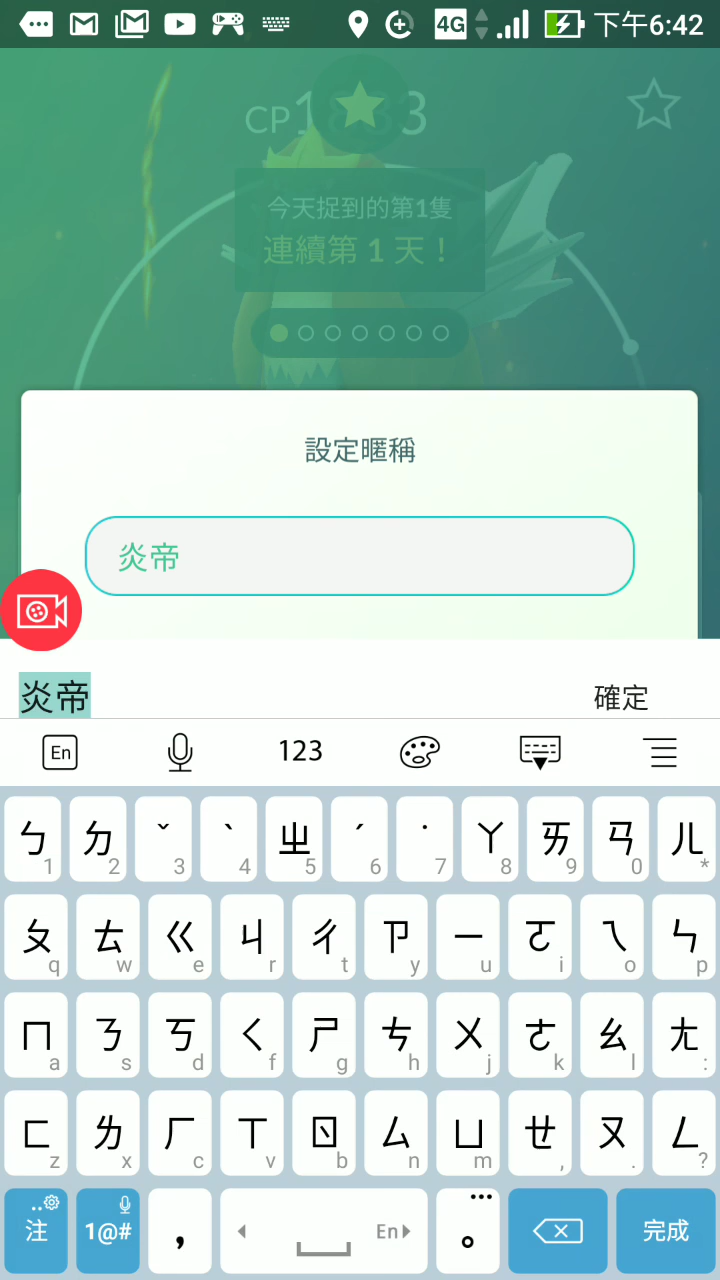 4G 下午6:42
今天捉到的第1隻
連續第 1 天！
設定暱稱
炎帝
炎帝 確定
En 123
ㄅ 1 ㄉ 2 ˇ 3 ˋ 4 ㄓ 5 ˊ 6 ˙ 7 ㄚ 8 ㄞ 9 ㄢ 0 ㄦ *
ㄆ q ㄊ w ㄍ e ㄐ r ㄔ t ㄗ y ㄧ u ㄛ i ㄟ o ㄣ p
ㄇ a ㄋ s ㄎ d ㄑ f ㄕ g ㄘ h ㄨ j ㄜ k ㄠ l ㄤ :
ㄈ z ㄌ x ㄏ c ㄒ v ㄖ b ㄙ n ㄩ m ㄝ , ㄡ . ㄥ ?
注 1@# , En 。 完成